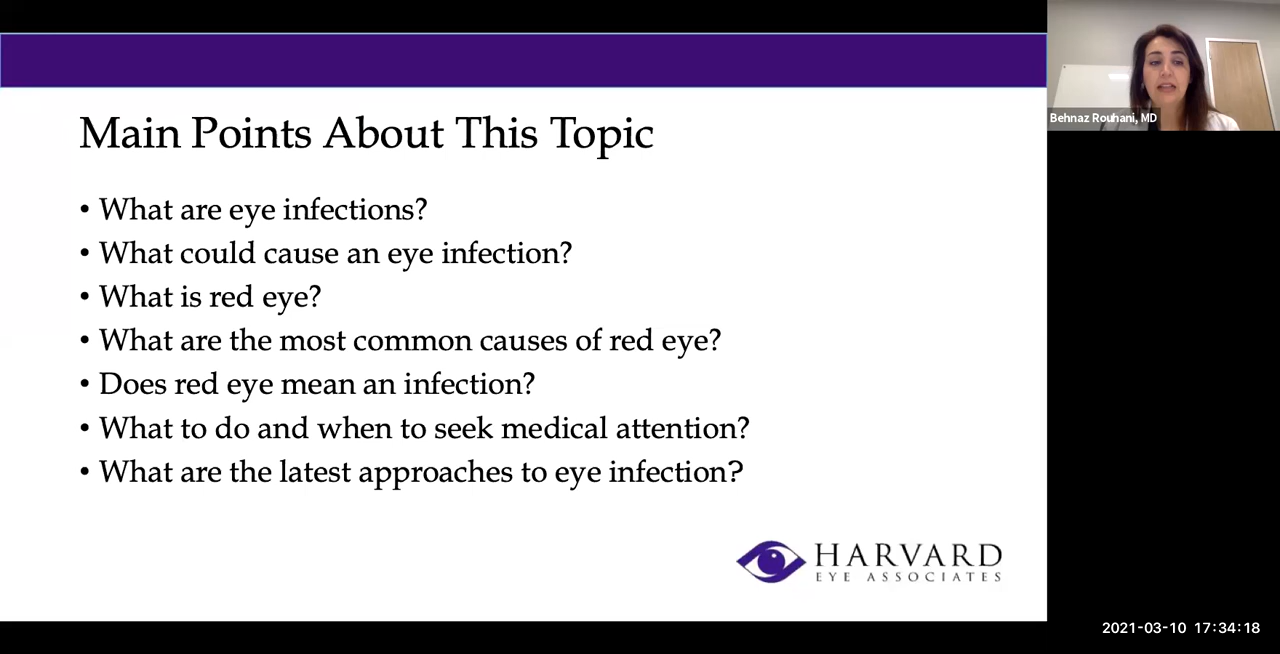 Main Points About This Topic
• What are eye infections?
• What could cause an eye infection?
• What is red eye?
• What are the most common causes of red eye?
• Does red eye mean an infection?
• What to do and when to seek medical attention?
• What are the latest approaches to eye infection?
HARVARD
EYE ASSOCIATES
Behnaz Rouhani, MD
2021-03-10 17:34:18